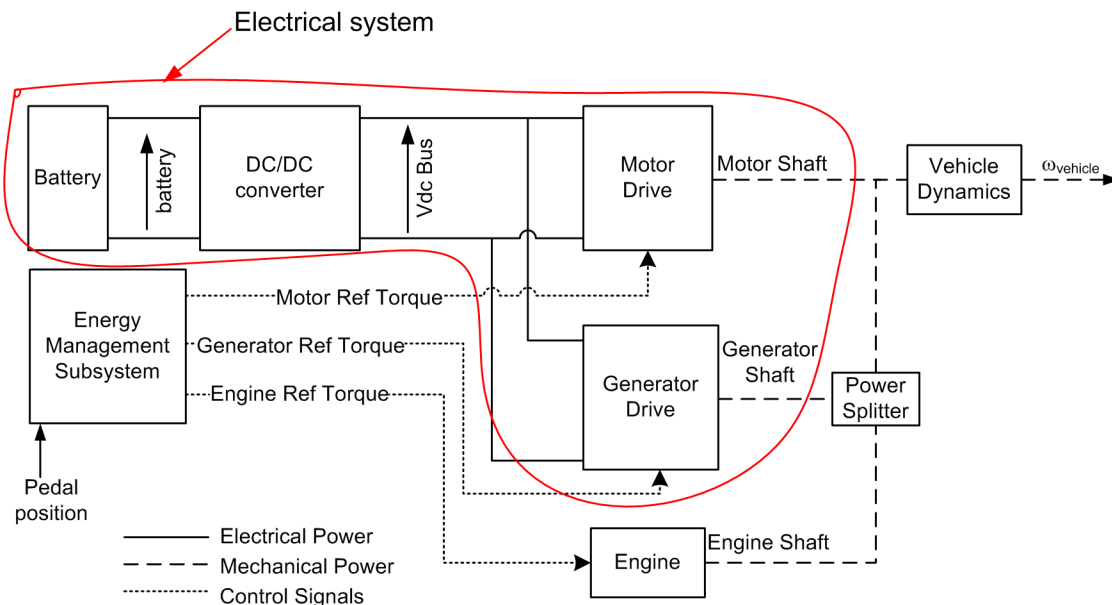 Electrical system
Battery
battery
DC/DC
converter
Vdc Bus
Motor
Drive
Motor Shaft
Vehicle
Dynamics
ωvehicle
Energy
Management
Subsystem
Motor Ref Torque
Generator Ref Torque
Engine Ref Torque
Generator
Drive
Generator
Shaft
Power
Splitter
Pedal
position
Engine
Engine Shaft
Electrical Power
Mechanical Power
Control Signals